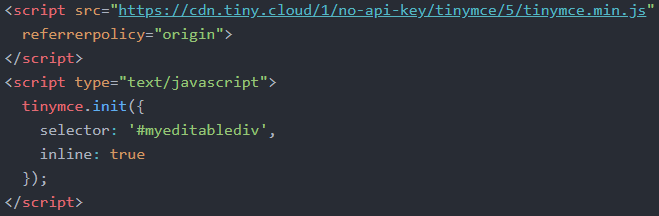 <script src="https://cdn.tiny.cloud/1/no-api-key/tinymce/5/tinymce.min.js"
  referrerpolicy="origin">
</script>
<script type="text/javascript">
  tinymce.init({
    selector: '#myeditablediv',
    inline: true
  });
</script>